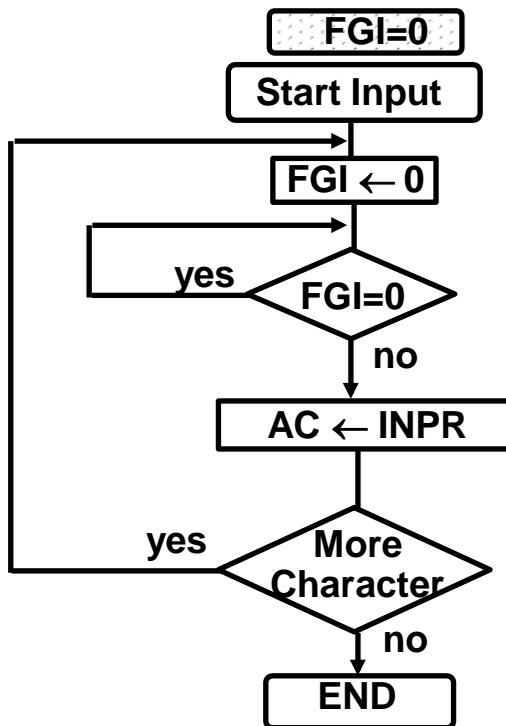 FGI=0
Start Input
FGI ← 0
yes
FGI=0
no
AC ← INPR
yes
More
Character
no
END